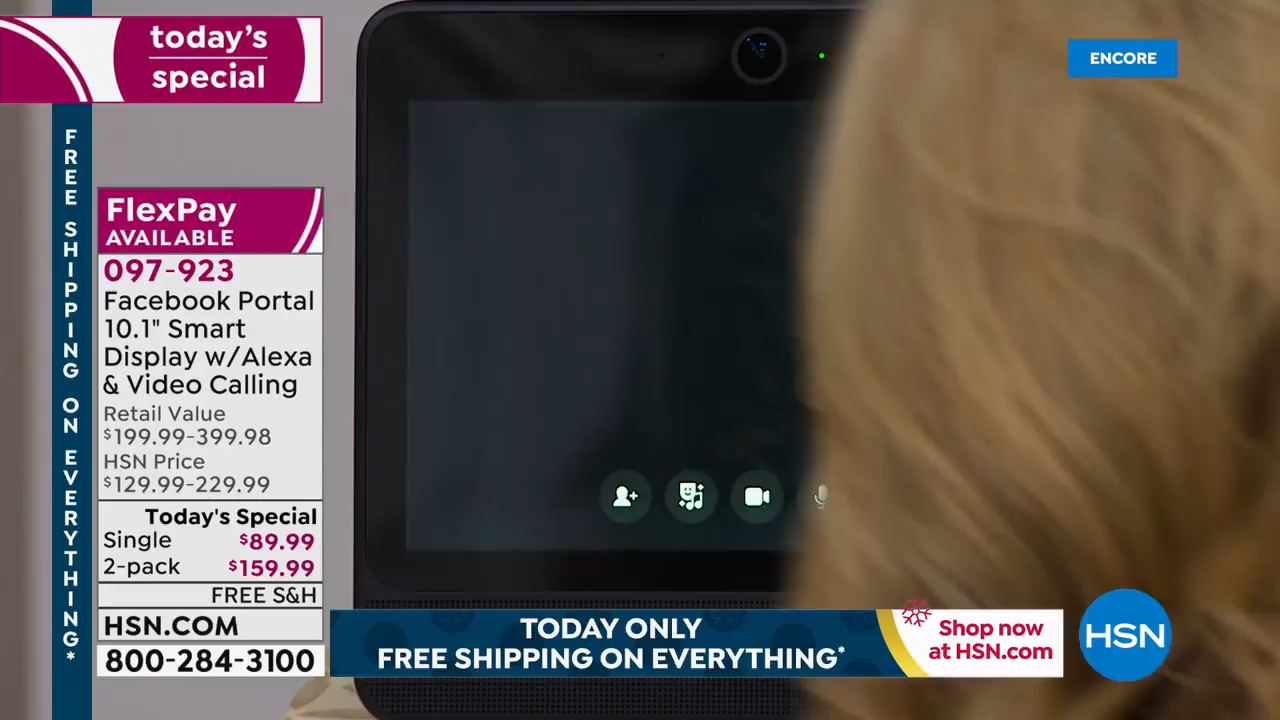 today's
special
ENCORE
FREE SHIPPING ON EVERYTHING*
FlexPay
AVAILABLE
097-923
Facebook Portal
10.1" Smart
Display w/Alexa
& Video Calling
Retail Value
$199.99-399.98
HSN Price
$129.99-229.99
Today's Special
Single $89.99
2-pack $159.99
FREE S&H
HSN.COM
800-284-3100
TODAY ONLY
FREE SHIPPING ON EVERYTHING*
Shop now
at HSN.com
HSN